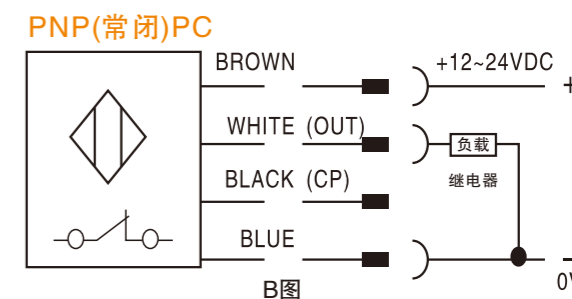 PNP(常闭)PC
BROWN
+12~24VDC
+
WHITE (OUT)
负载
BLACK (CP)
继电器
BLUE
0V
B图